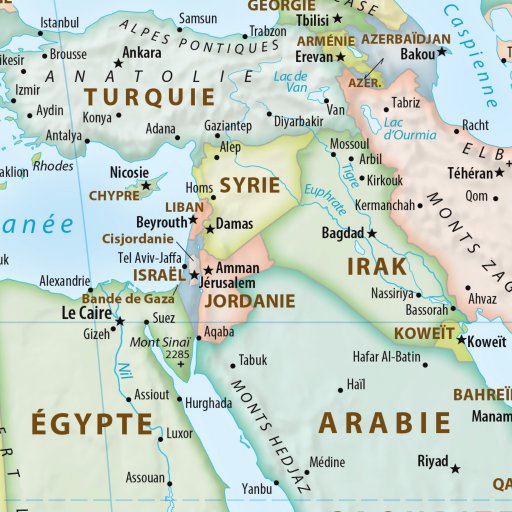 GÉORGIE
Tbilisi
Samsun
Istanbul
Trabzon
ALPES PONTIQUES
ARMÉNIE
AZERBAÏDJAN
Caspienne
Brousse
Ankara
Erevan
Bakou
ANATOLIE
Lac de
Van
AZER.
Izmir
TURQUIE
Van
Tabriz
Aydin
Konya
Gaziantep
Diyarbakir
Lac
d'Ourmia
Racht
Antalya
Adana
Alep
Mossoul
Arbil
ELB
Rhodes
Nicosie
Tigre
Kirkouk
Téhéran
CHYPRE
Homs
SYRIE
Euphrate
Kermanchah
Qom
LIBAN
Beyrouth
Damas
Bagdad
MONTS ZAG
anée
Cisjordanie
Tel Aviv-Jaffa
ISRAËL
Amman
Jérusalem
IRAK
Alexandrie
Bande de Gaza
JORDANIE
Nassiriya
Ahvaz
Le Caire
Suez
Bassorah
Gizeh
Aqaba
KOWEÏT
Koweït
Mont Sinaï
2285
Tabuk
Hafar Al-Batin
Nil
Assiout
Hurghada
Haïl
BAHREÏ
Manam
ÉGYPTE
MONTS HEDJAZ
ARABIE
Luxor
Médine
Riyad
Assouan
Yanbu
QA